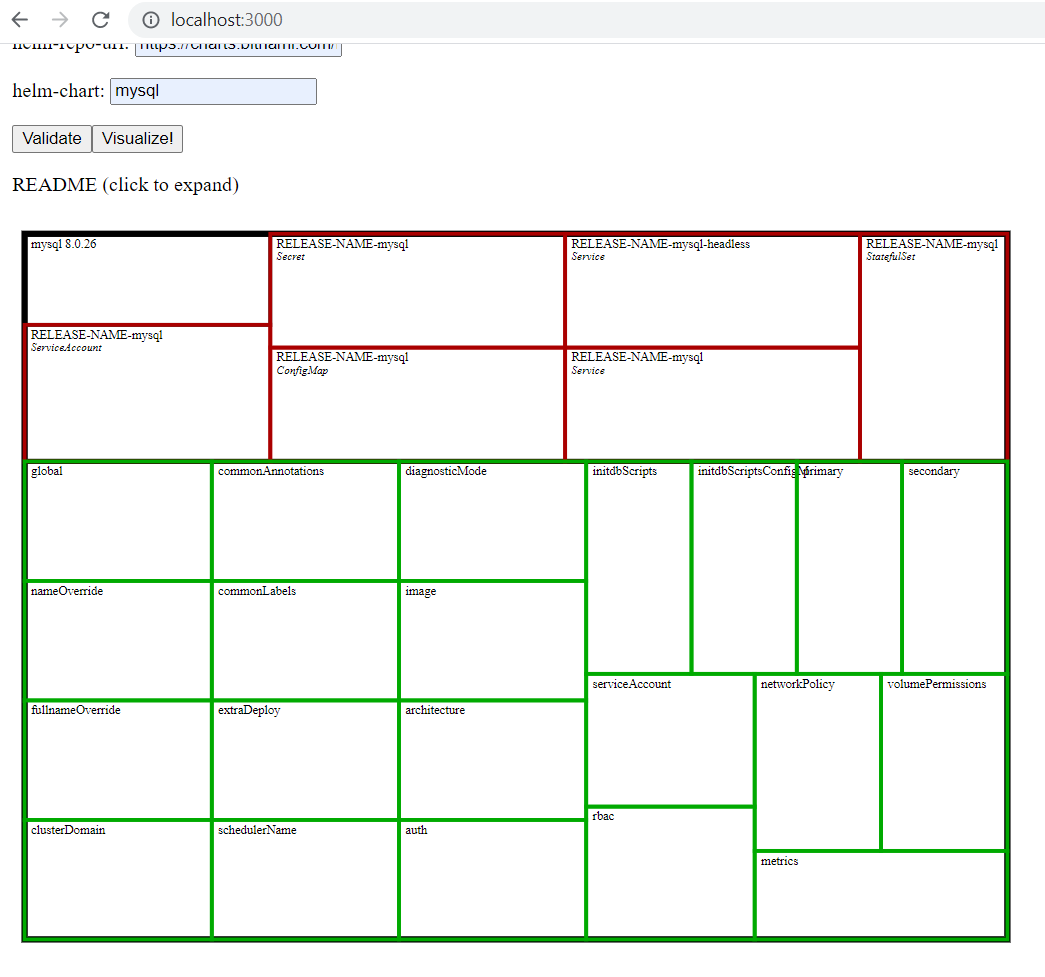 localhost:3000
helm-repo-url: https://charts.bitnami.com/
helm-chart: mysql
Validate Visualize!
README (click to expand)
mysql 8.0.26
RELEASE-NAME-mysql
Secret
RELEASE-NAME-mysql-headless
Service
RELEASE-NAME-mysql
StatefulSet
RELEASE-NAME-mysql
ServiceAccount
RELEASE-NAME-mysql
ConfigMap
RELEASE-NAME-mysql
Service
global
commonAnnotations
diagnosticMode
initdbScripts
initdbScriptsConfigM
primary
secondary
nameOverride
commonLabels
image
serviceAccount
networkPolicy
volumePermissions
fullnameOverride
extraDeploy
architecture
rbac
clusterDomain
schedulerName
auth
metrics